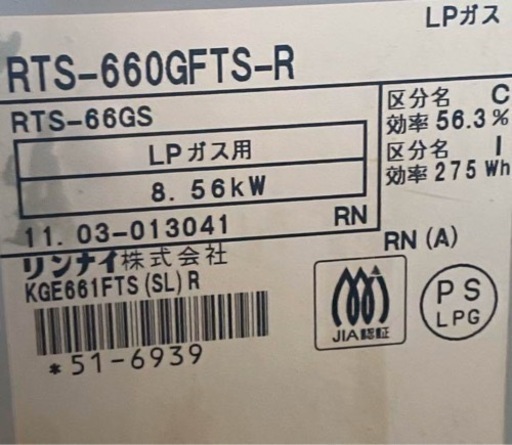 LPガス
RTS-660GFTS-R
RTS-66GS
LPガス用
8.56kW
区分名 C
効率 56.3%
区分名 I
効率 275 Wh
11.03-013041 RN
RN (A)
リンナイ株式会社
KGE661FTS (SL) R
JIA認証
PS
LPG
*51-6939